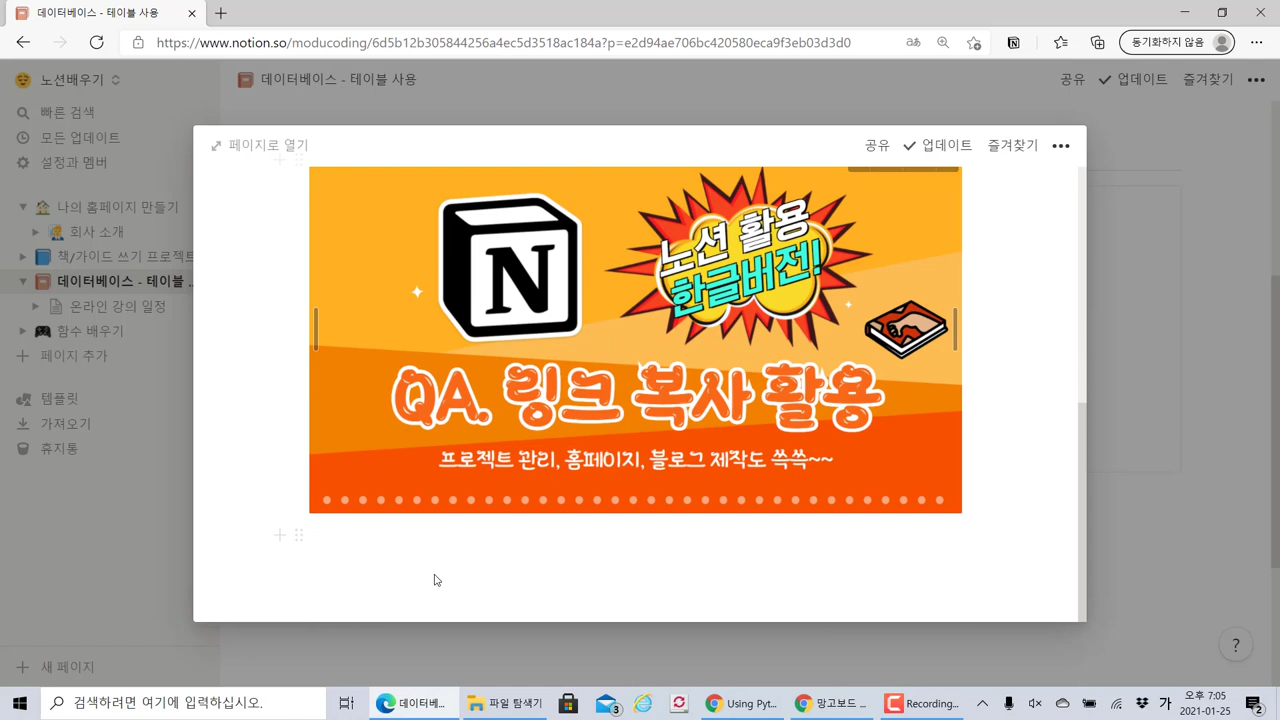 데이터베이스 - 테이블 사용
https://www.notion.so/moducoding/6d5b12b305844256a4ec5d3518ac184a?p=e2d94ae706bc420580eca9f3eb03d3d0
동기화하지 않음
노션배우기
데이터베이스 - 테이블 사용
공유
업데이트
즐겨찾기
빠른 검색
모든 업데이트
설정과 멤버
나의 홈페이지 만들기
회사 소개
책/가이드 쓰기 프로젝트
데이터베이스 - 테이블 ...
온라인 강의 일정
함수 배우기
페이지 추가
템플릿
가져오기
휴지통
새 페이지
페이지로 열기
공유
업데이트
즐겨찾기
N
노션 활용
한글버전!
QA. 링크 복사 활용
프로젝트 관리, 홈페이지, 블로그 제작도 쓱쓱~~
?
검색하려면 여기에 입력하십시오.
데이터베...
파일 탐색기
3
Using Pyt...
망고보드 ...
Recording...
가
오후 7:05
2021-01-25
2